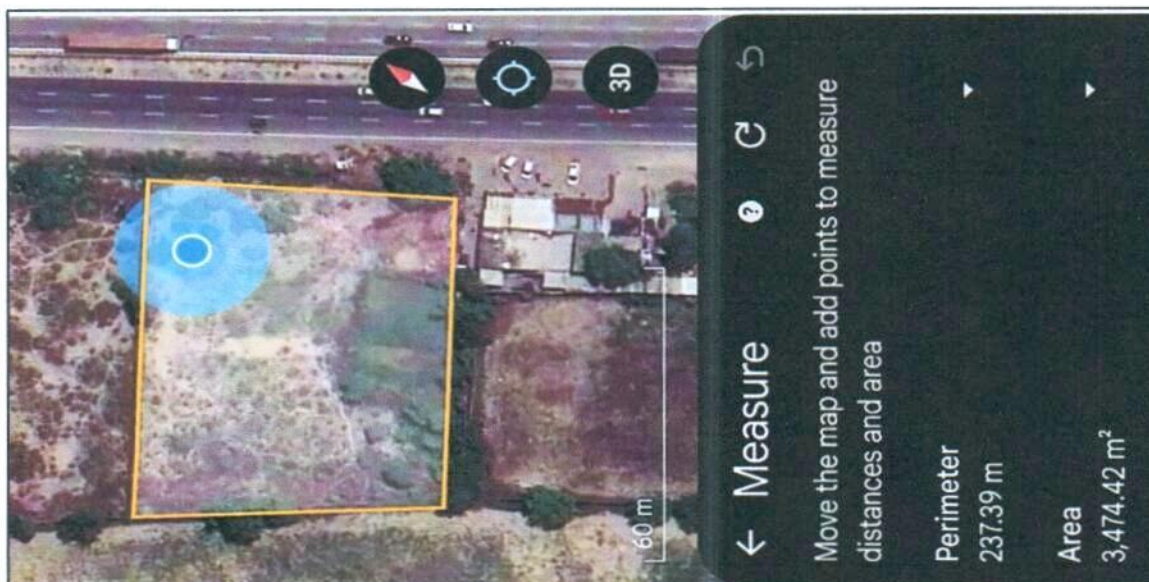 3D
60 m
Measure
Move the map and add points to measure
distances and area
Perimeter
237.39 m
Area
3,474.42 m²